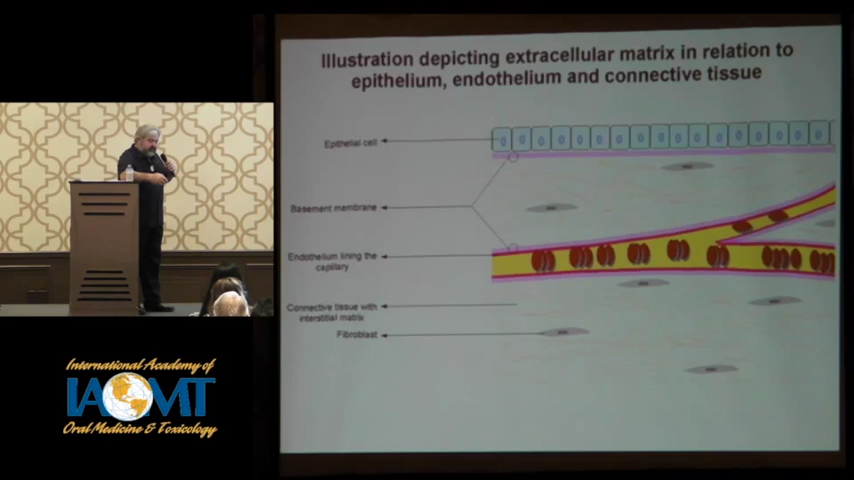 Illustration depicting extracellular matrix in relation to
epithelium, endothelium and connective tissue
Epithelial cell
Basement membrane
Endothelium lining the
capillary
Connective tissue with
interstitial matrix
Fibroblast
International Academy of
IAOMT
Oral Medicine & Toxicology